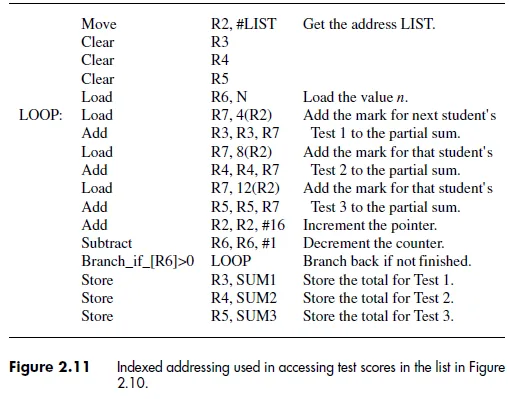 Move R2, #LIST Get the address LIST.
Clear R3
Clear R4
Clear R5
Load R6, N Load the value n.
LOOP: Load R7, 4(R2) Add the mark for next student's
Add R3, R3, R7 Test 1 to the partial sum.
Load R7, 8(R2) Add the mark for that student's
Add R4, R4, R7 Test 2 to the partial sum.
Load R7, 12(R2) Add the mark for that student's
Add R5, R5, R7 Test 3 to the partial sum.
Add R2, R2, #16 Increment the pointer.
Subtract R6, R6, #1 Decrement the counter.
Branch_if_[R6]>0 LOOP Branch back if not finished.
Store R3, SUM1 Store the total for Test 1.
Store R4, SUM2 Store the total for Test 2.
Store R5, SUM3 Store the total for Test 3.
Figure 2.11 Indexed addressing used in accessing test scores in the list in Figure
2.10.